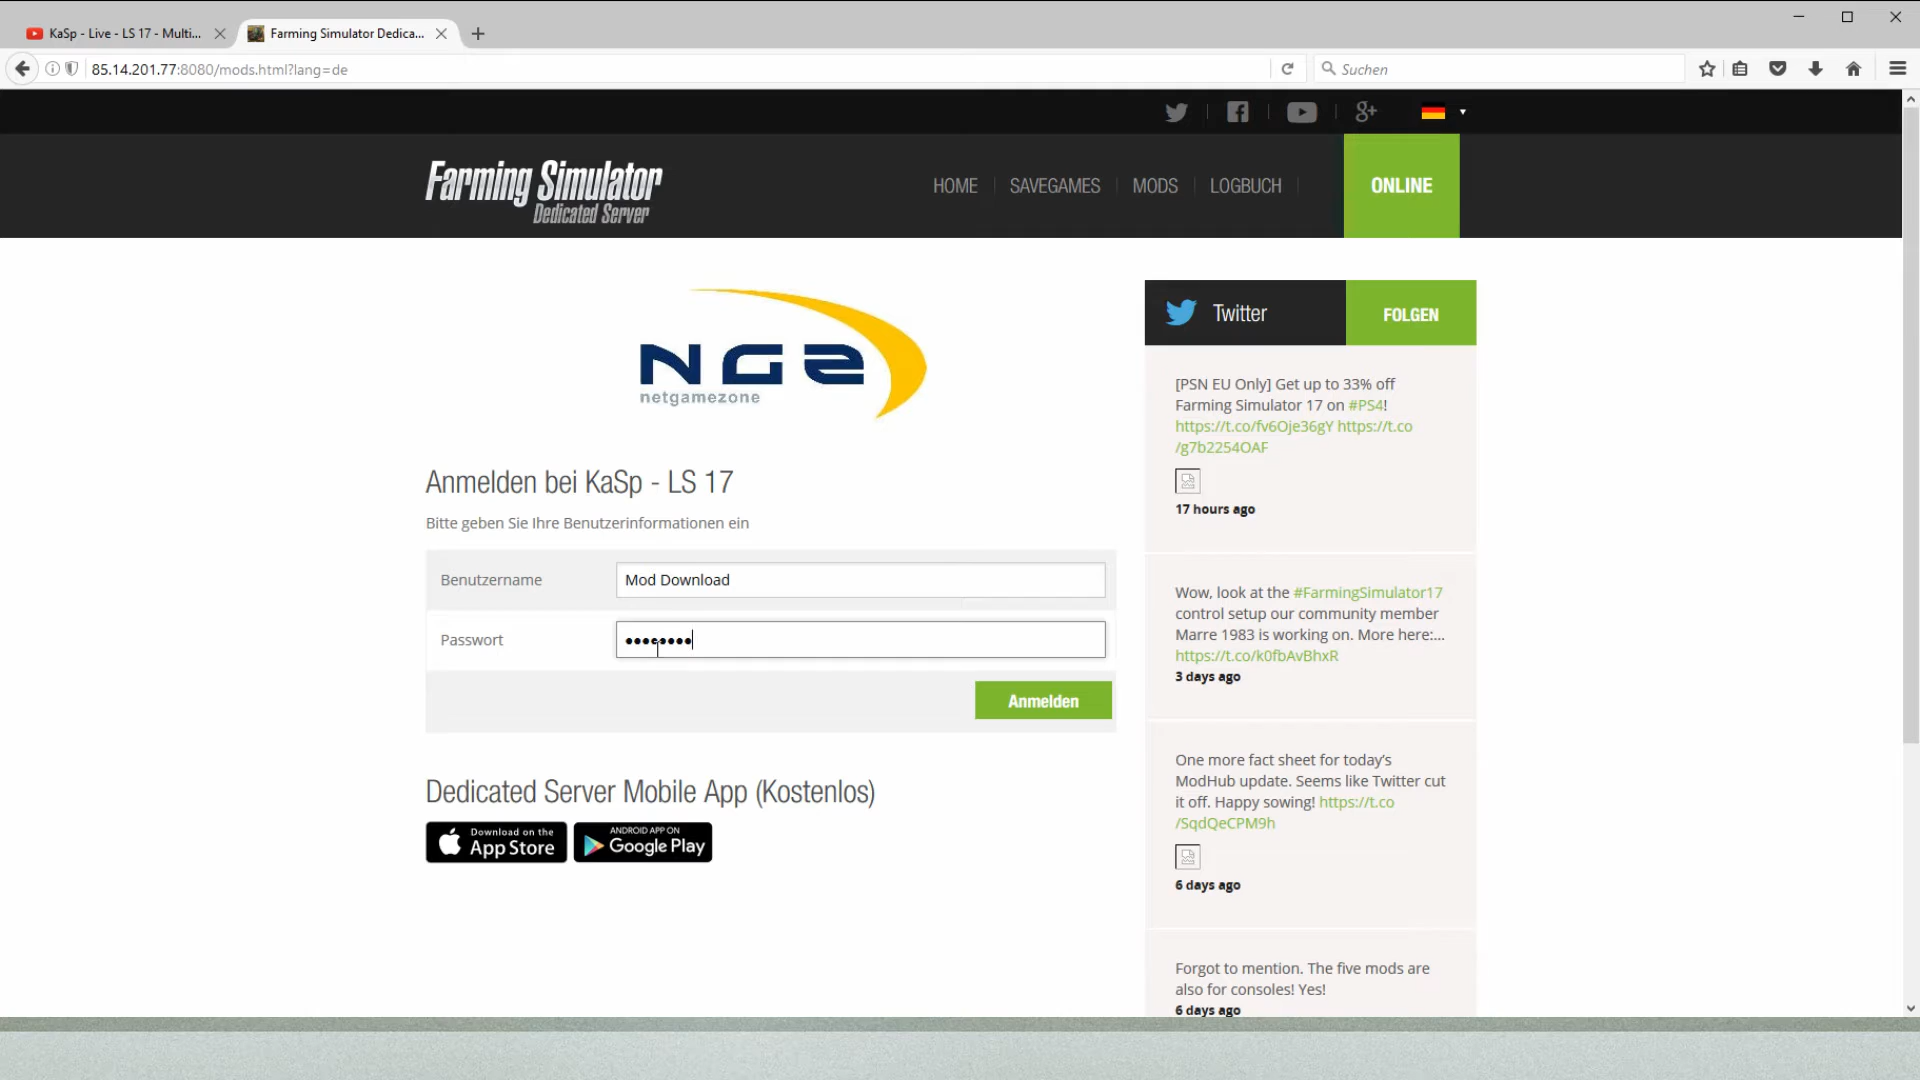 KaSp - Live - LS 17 - Multi...
Farming Simulator Dedica...
85.14.201.77:8080/mods.html?lang=de
Suchen
Farming Simulator
Dedicated Server
HOME
SAVEGAMES
MODS
LOGBUCH
ONLINE
NGZ
netgamezone
Anmelden bei KaSp - LS 17
Bitte geben Sie Ihre Benutzerinformationen ein
Benutzername
Mod Download
Passwort
••••••••
Anmelden
Dedicated Server Mobile App (Kostenlos)
Download on the
App Store
ANDROID APP ON
Google Play
Twitter
FOLGEN
[PSN EU Only] Get up to 33% off
Farming Simulator 17 on #PS4!
https://t.co/fv6Oje36gY https://t.co
/g7b2254OAF
17 hours ago
Wow, look at the #FarmingSimulator17
control setup our community member
Marre 1983 is working on. More here:...
https://t.co/k0fbAvBhxR
3 days ago
One more fact sheet for today's
ModHub update. Seems like Twitter cut
it off. Happy sowing! https://t.co
/SqdQeCPM9h
6 days ago
Forgot to mention. The five mods are
also for consoles! Yes!
6 days ago